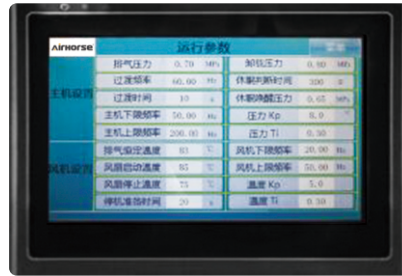 AirHorse 运行参数
主机设置
排气压力 0.70 MPa 卸机压力 0.80 MPa
过渡频率 60.00 Hz 休眠判断时间 300 s
过渡时间 10 s 休眠唤醒压力 0.65 MPa
主机下限频率 50.00 Hz 压力 Kp 8.0
主机上限频率 200.00 Hz 压力 Ti 0.50
风机设置
排气设定温度 83 ℃ 风机下限频率 20.00 Hz
风扇启动温度 85 ℃ 风机上限频率 50.00 Hz
风扇停止温度 75 ℃ 温度 Kp 5.0
停机准备时间 20 s 温度 Ti 0.50